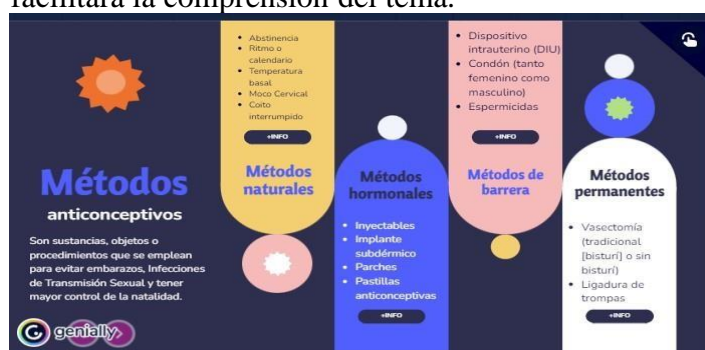 facilitará la comprensión del tema.
Métodos
anticonceptivos
Son sustancias, objetos o
procedimientos que se emplean
para evitar embarazos, Infecciones
de Transmisión Sexual y tener
mayor control de la natalidad.
genially
• Abstinencia
• Ritmo o
calendario
• Temperatura
basal
• Moco Cervical
• Coito
interrumpido
+INFO
Métodos
naturales
Métodos
hormonales
• Inyectables
• Implante
subdérmico
• Parches
• Pastillas
anticonceptivas
+INFO
• Dispositivo
intrauterino (DIU)
• Condón (tanto
femenino como
masculino)
• Espermicidas
+INFO
Métodos de
barrera
Métodos
permanentes
• Vasectomía
(tradicional
[bisturí] o sin
bisturí)
• Ligadura de
trompas
+INFO